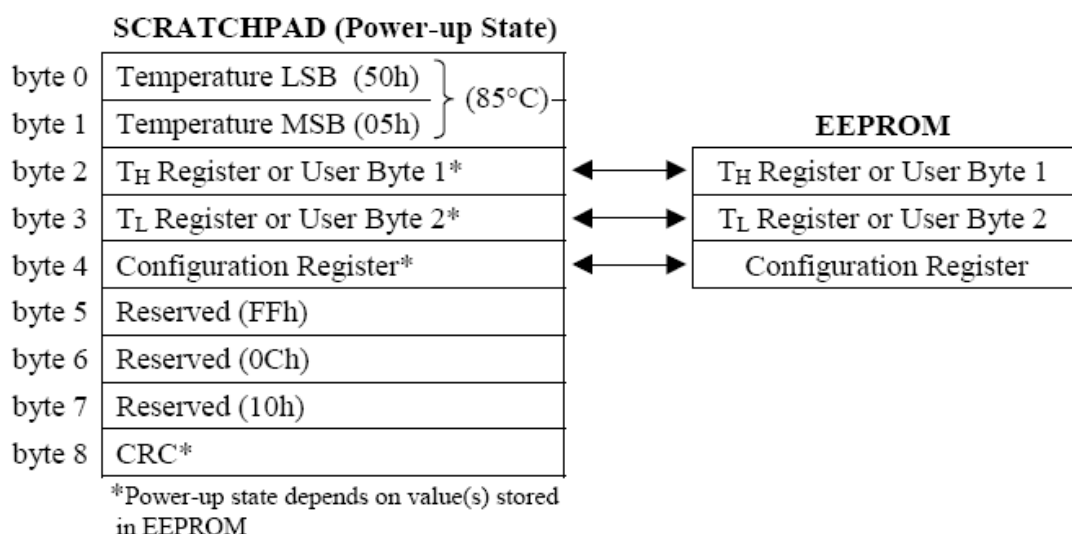 SCRATCHPAD (Power-up State)
byte 0 Temperature LSB (50h)
(85°C)
byte 1 Temperature MSB (05h)
EEPROM
byte 2 TH Register or User Byte 1* TH Register or User Byte 1
byte 3 TL Register or User Byte 2* TL Register or User Byte 2
byte 4 Configuration Register* Configuration Register
byte 5 Reserved (FFh)
byte 6 Reserved (0Ch)
byte 7 Reserved (10h)
byte 8 CRC*
*Power-up state depends on value(s) stored
in EEPROM